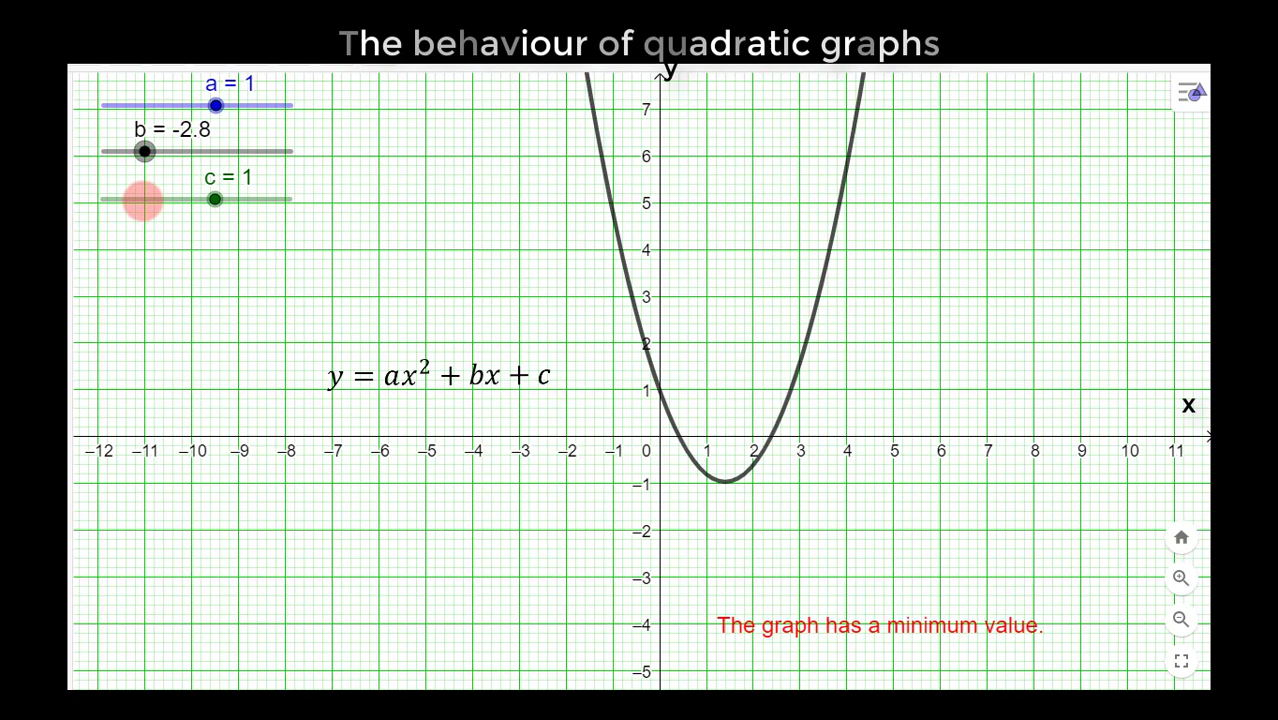 The behaviour of quadratic graphs
y
a = 1
b = -2.8
c = 1
7
6
5
4
3
2
1
y = ax² + bx + c
x
–12 –11 –10 –9 –8 –7 –6 –5 –4 –3 –2 –1 0 1 2 3 4 5 6 7 8 9 10 11
–1
–2
–3
–4
The graph has a minimum value.
–5